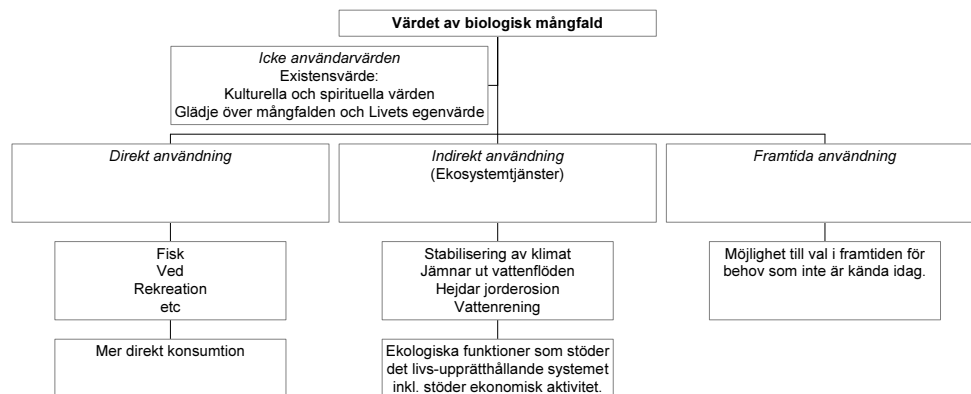 Värdet av biologisk mångfald
Icke användarvärden
Existensvärde:
Kulturella och spirituella värden
Glädje över mångfalden och Livets egenvärde
Direkt användning
Indirekt användning
(Ekosystemtjänster)
Framtida användning
Fisk
Ved
Rekreation
etc
Stabilisering av klimat
Jämnar ut vattenflöden
Hejdar jorderosion
Vattenrening
Möjlighet till val i framtiden för
behov som inte är kända idag.
Mer direkt konsumtion
Ekologiska funktioner som stöder
det livs-upprätthållande systemet
inkl. stöder ekonomisk aktivitet.